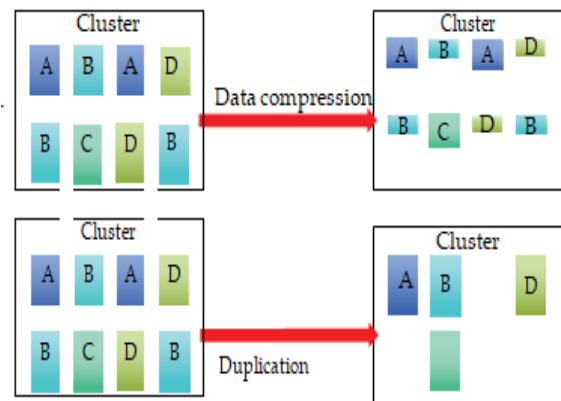 Cluster
A B A D
B C D B
Data compression
Cluster
A B A D
B C D B
Cluster
A B A D
B C D B
Duplication
Cluster
A B D